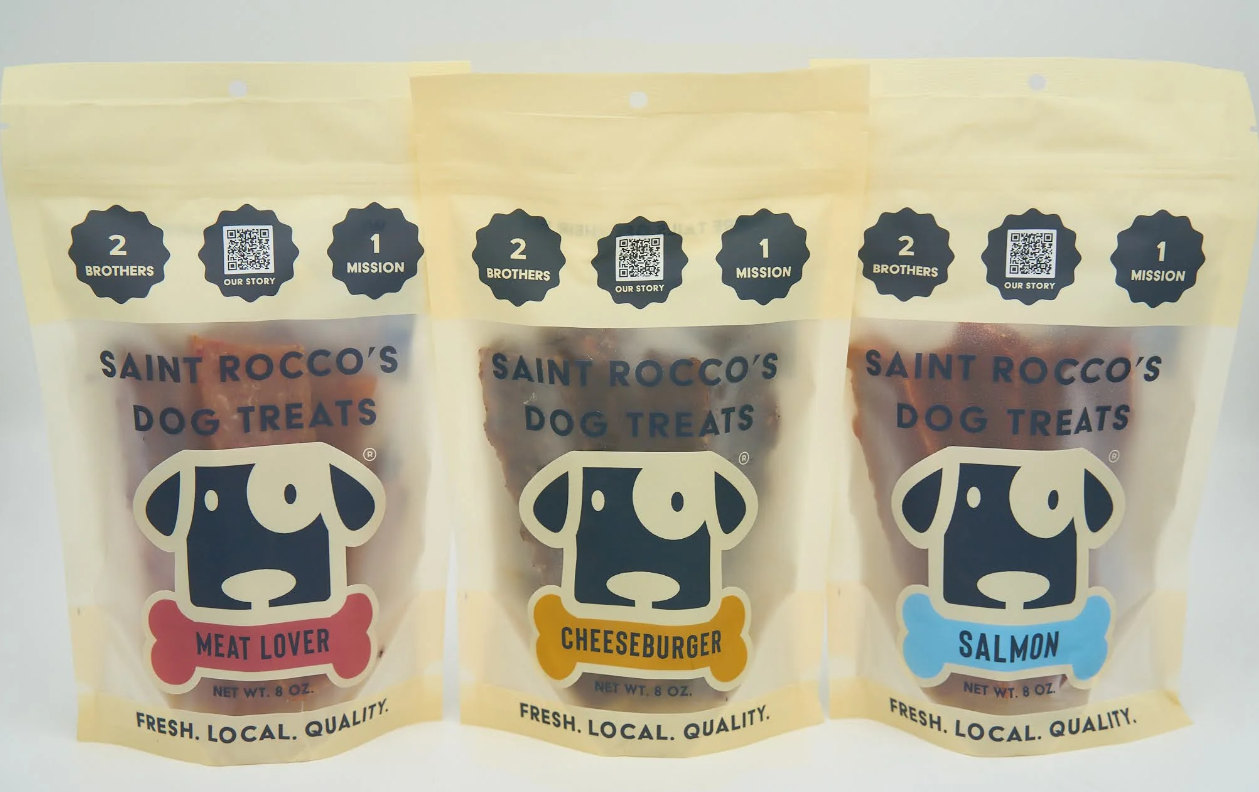 2
BROTHERS
OUR STORY
1
MISSION
SAINT ROCCO'S
DOG TREATS
®
MEAT LOVER
NET WT. 8 OZ.
FRESH. LOCAL. QUALITY.
2
BROTHERS
OUR STORY
1
MISSION
SAINT ROCCO'S
DOG TREATS
®
CHEESEBURGER
NET WT. 8 OZ.
FRESH. LOCAL. QUALITY.
2
BROTHERS
OUR STORY
1
MISSION
SAINT ROCCO'S
DOG TREATS
®
SALMON
NET WT. 8 OZ.
FRESH. LOCAL. QUALITY.